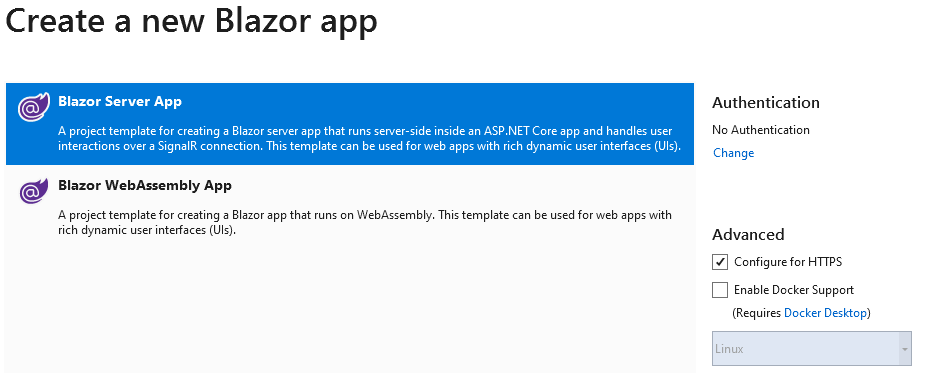 Create a new Blazor app
Blazor Server App
A project template for creating a Blazor server app that runs server-side inside an ASP.NET Core app and handles user
interactions over a SignalR connection. This template can be used for web apps with rich dynamic user interfaces (UIs).
Blazor WebAssembly App
A project template for creating a Blazor app that runs on WebAssembly. This template can be used for web apps with
rich dynamic user interfaces (UIs).
Authentication
No Authentication
Change
Advanced
Configure for HTTPS
Enable Docker Support
(Requires Docker Desktop)
Linux